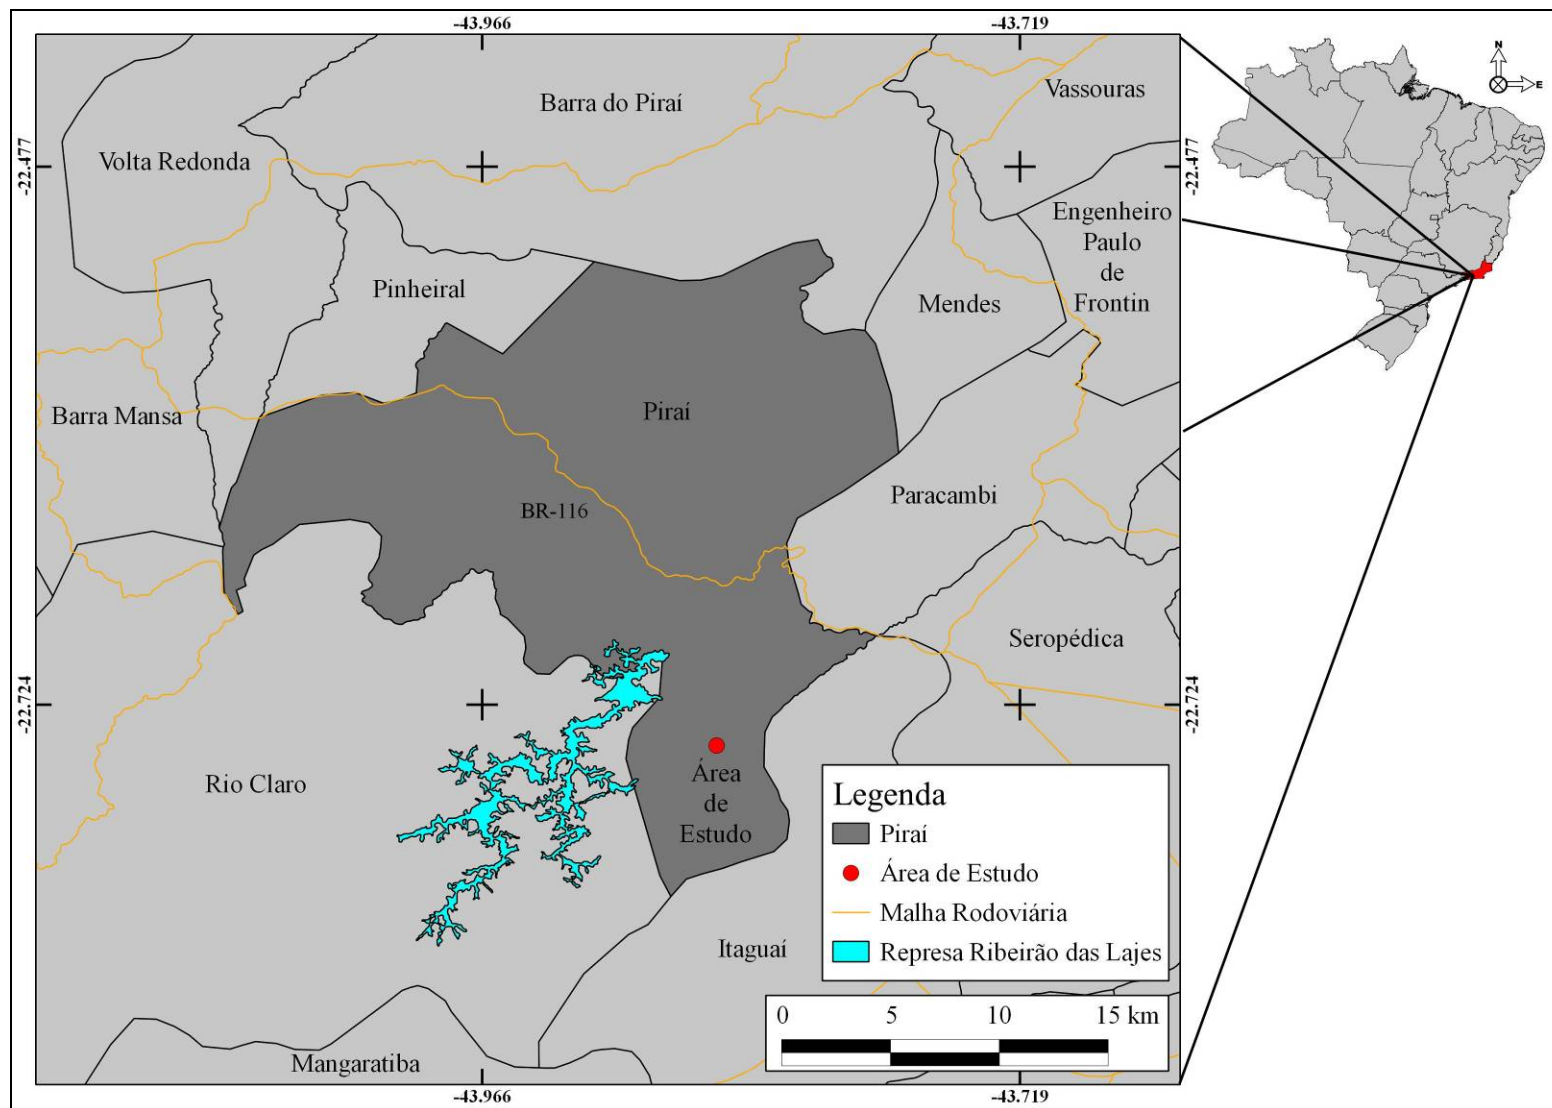 -43.966
-43.719
N
E
Vassouras
Barra do Piraí
Volta Redonda
-22.477
-22.477
Engenheiro
Paulo
de
Frontin
Pinheiral
Mendes
Barra Mansa
Piraí
Paracambi
BR-116
Seropédica
-22.724
-22.724
Rio Claro
Área
de
Estudo
Legenda
Piraí
Área de Estudo
Malha Rodoviária
Represa Ribeirão das Lajes
Itaguaí
0 5 10 15 km
Mangaratiba
-43.966
-43.719